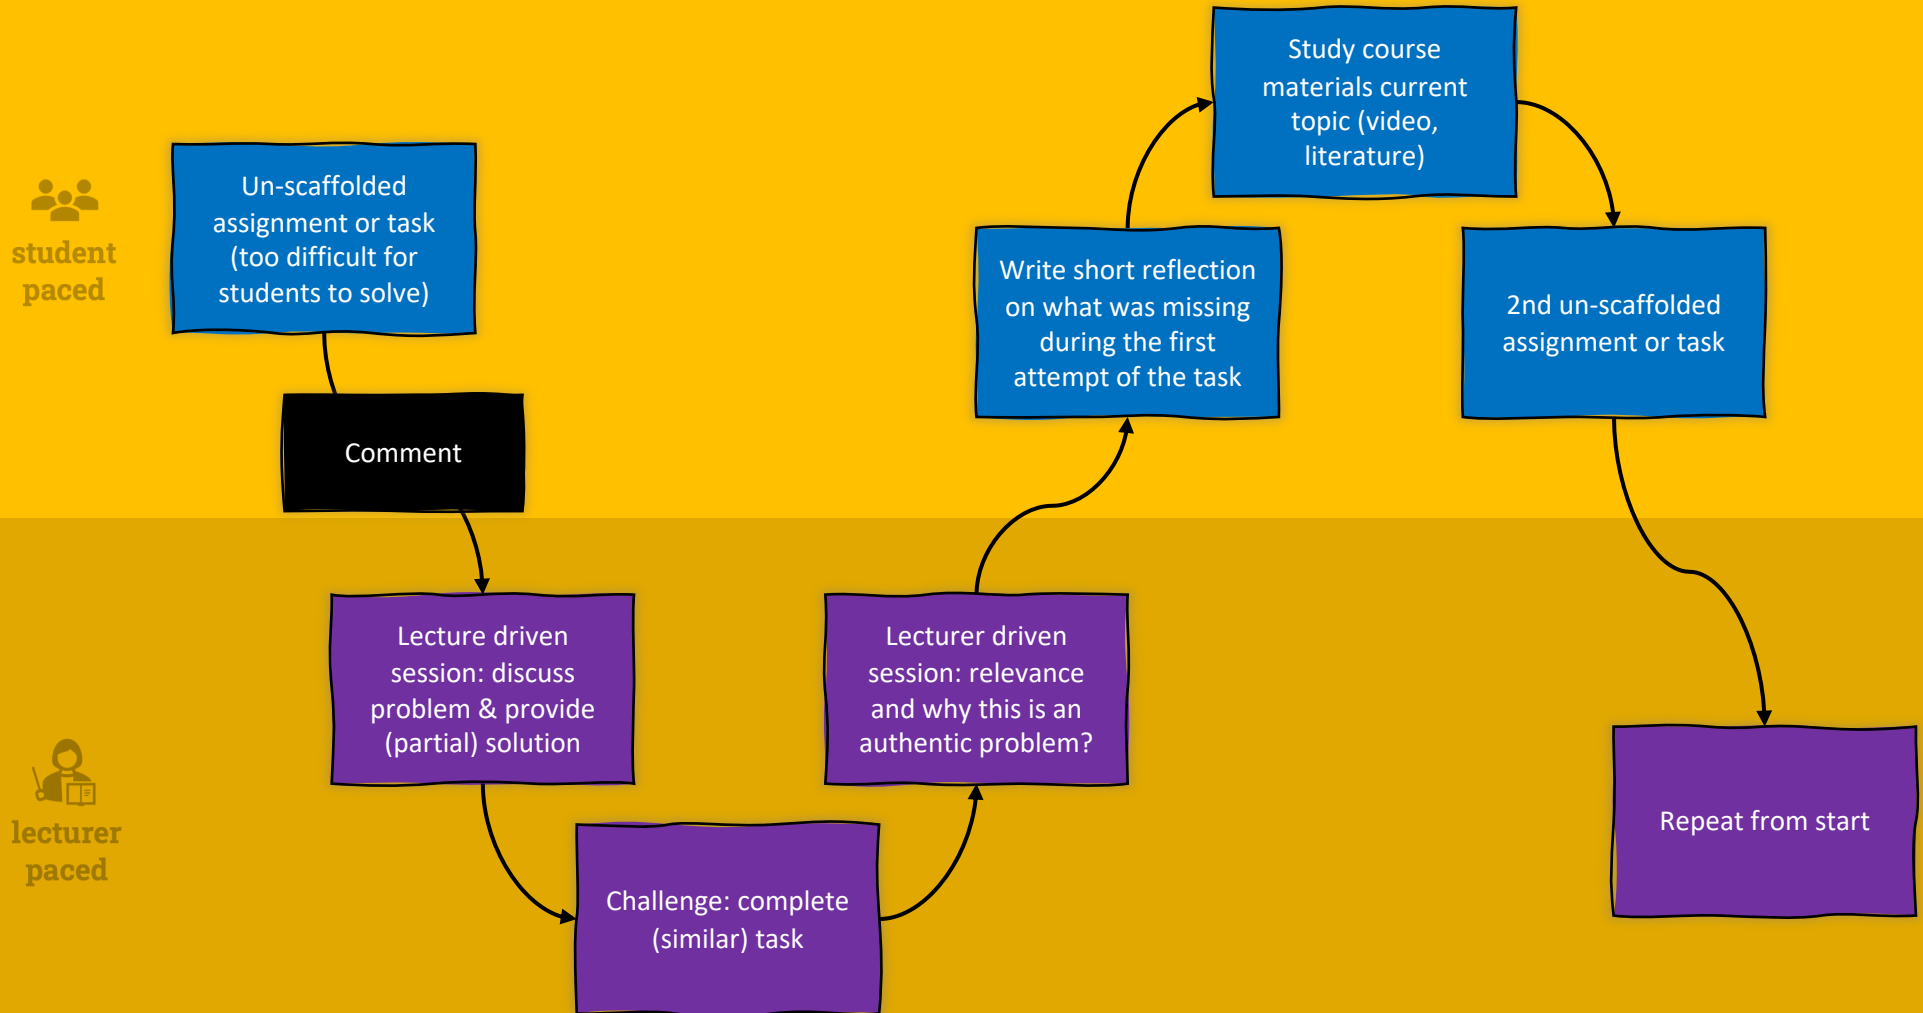 student
paced
Un-scaffolded
assignment or task
(too difficult for
students to solve)
Comment
Lecture driven
session: discuss
problem & provide
(partial) solution
Challenge: complete
(similar) task
Lecturer driven
session: relevance
and why this is an
authentic problem?
Write short reflection
on what was missing
during the first
attempt of the task
Study course
materials current
topic (video,
literature)
2nd un-scaffolded
assignment or task
Repeat from start
lecturer
paced